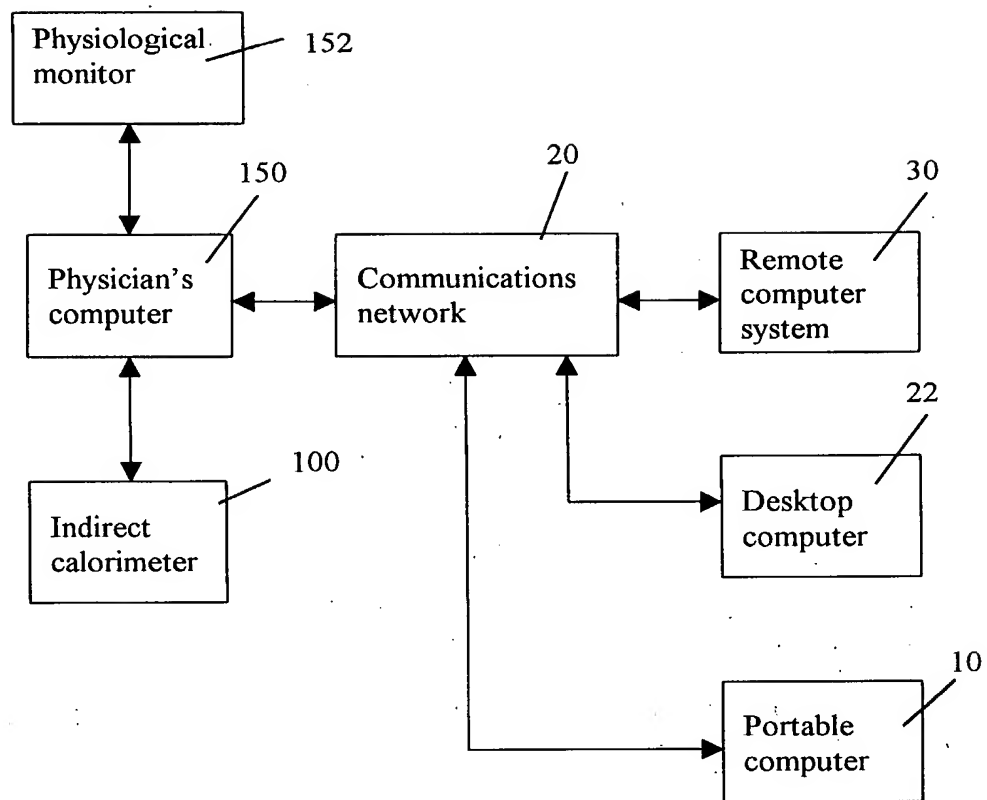 Physiological
monitor
152
150
20
30
Physician's
computer
Communications
network
Remote
computer
system
22
100
Indirect
calorimeter
Desktop
computer
10
Portable
computer